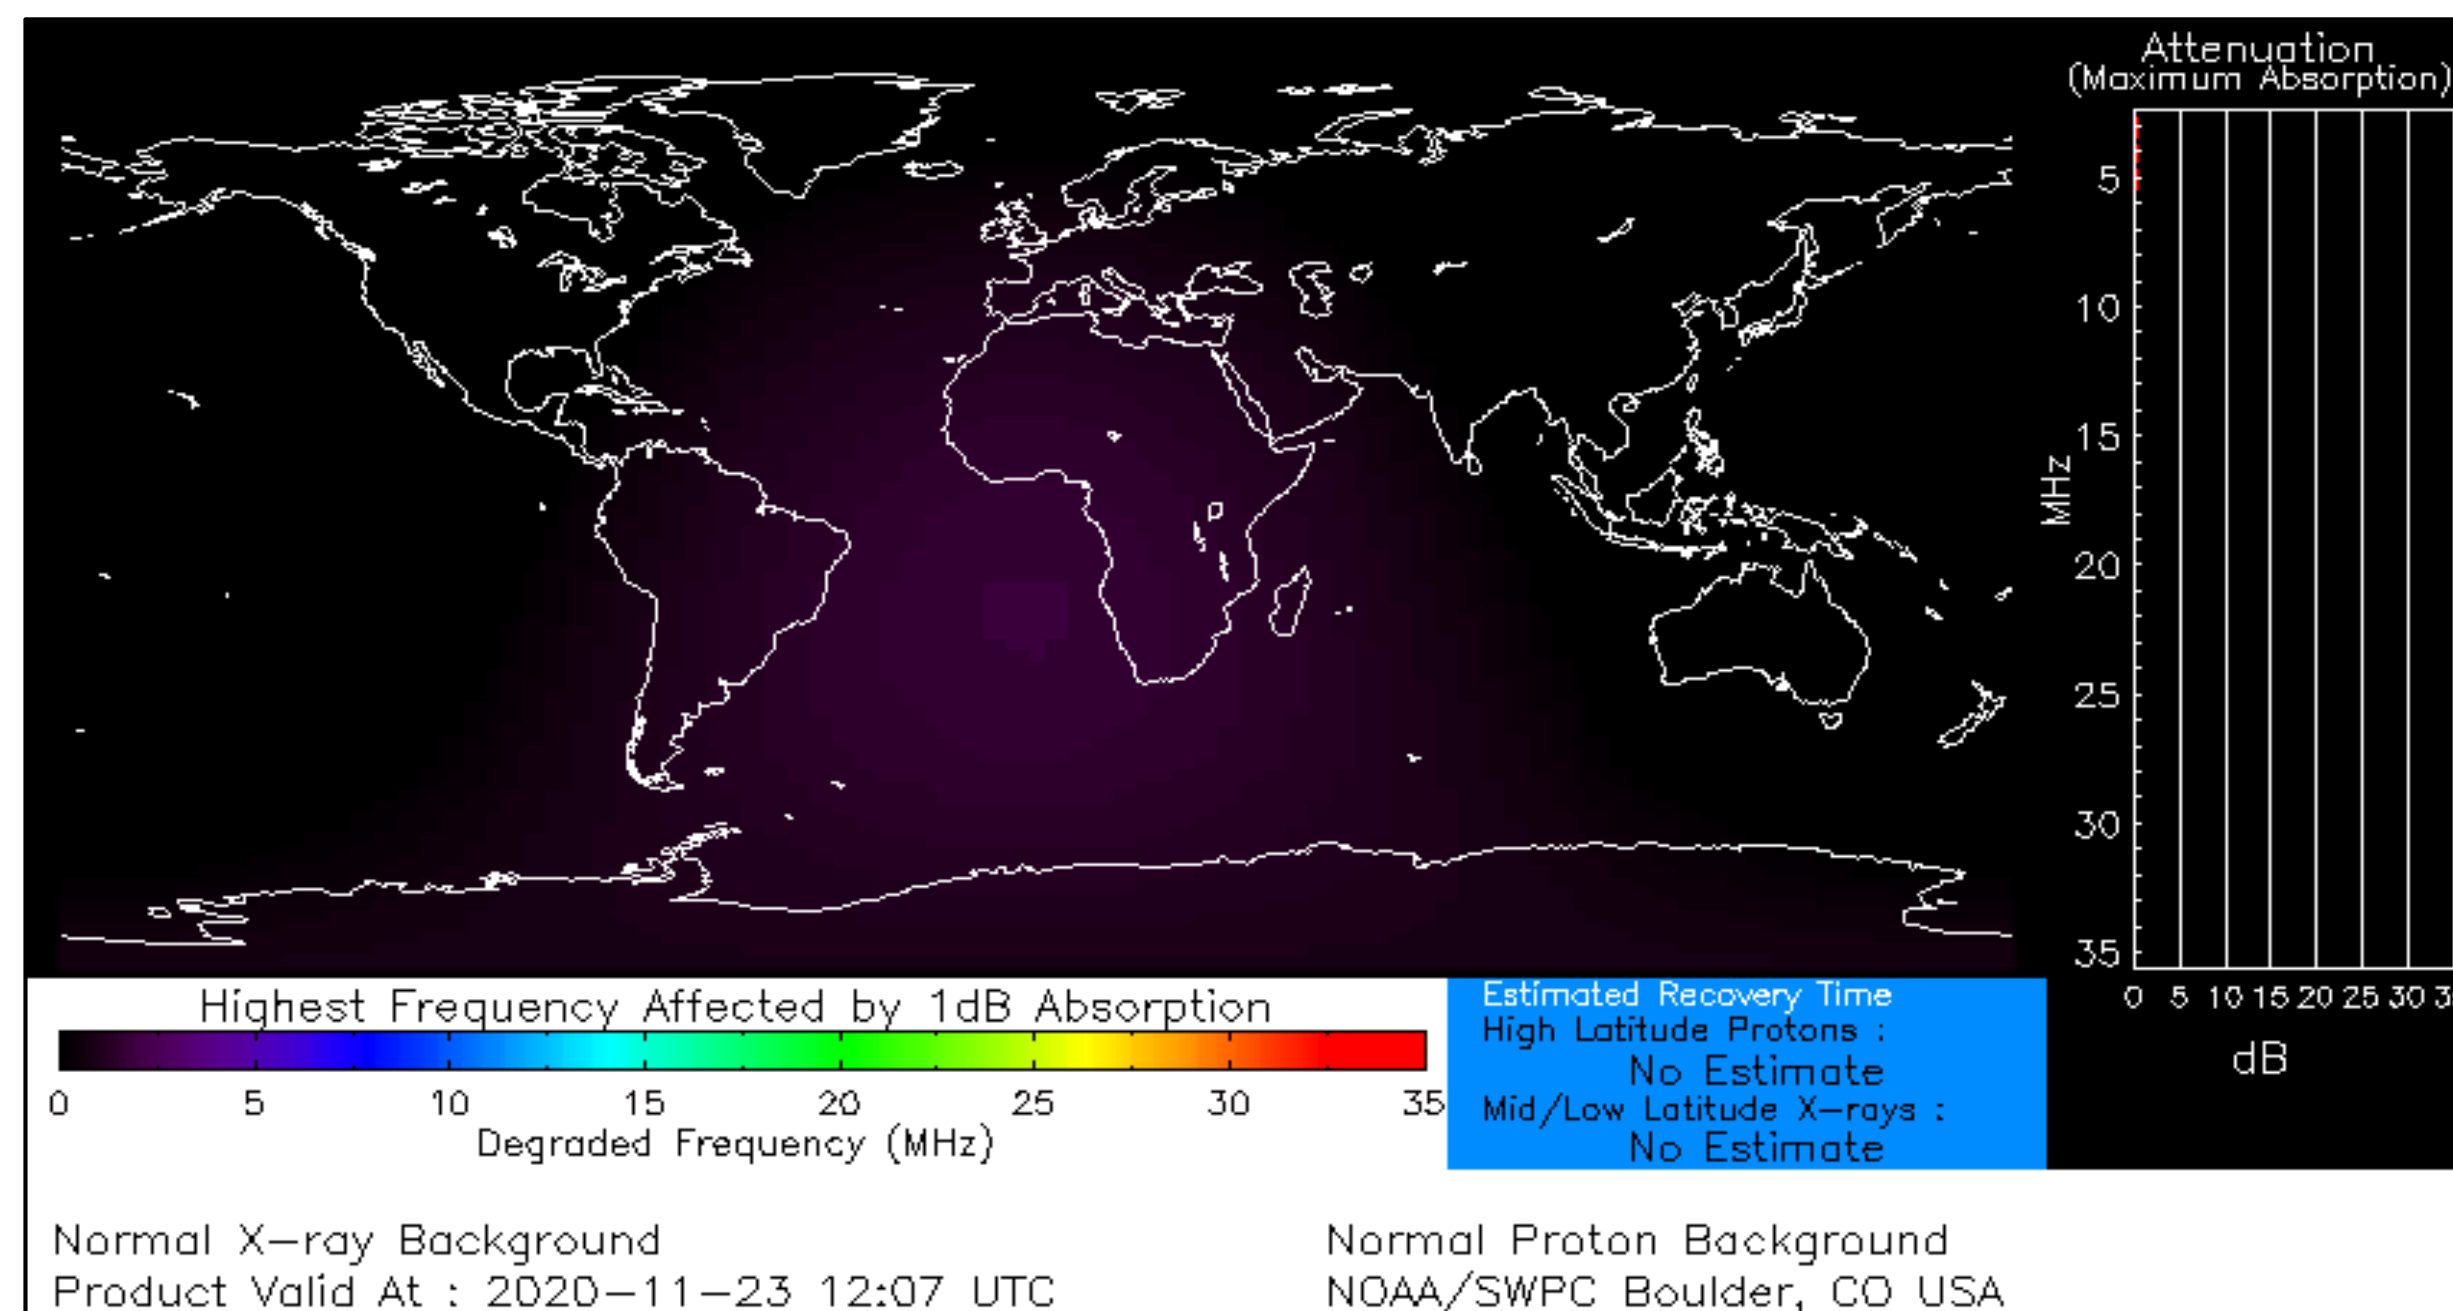 Attenuation
(Maximum Absorption)
5
10
15
20
25
30
35
MHz
0 5 10 15 20 25 30
dB
Highest Frequency Affected by 1dB Absorption
0 5 10 15 20 25 30 35
Degraded Frequency (MHz)
Estimated Recovery Time
High Latitude Protons :
No Estimate
Mid/Low Latitude X-rays :
No Estimate
Normal X-ray Background
Normal Proton Background
Product Valid At : 2020-11-23 12:07 UTC
NOAA/SWPC Boulder, CO USA